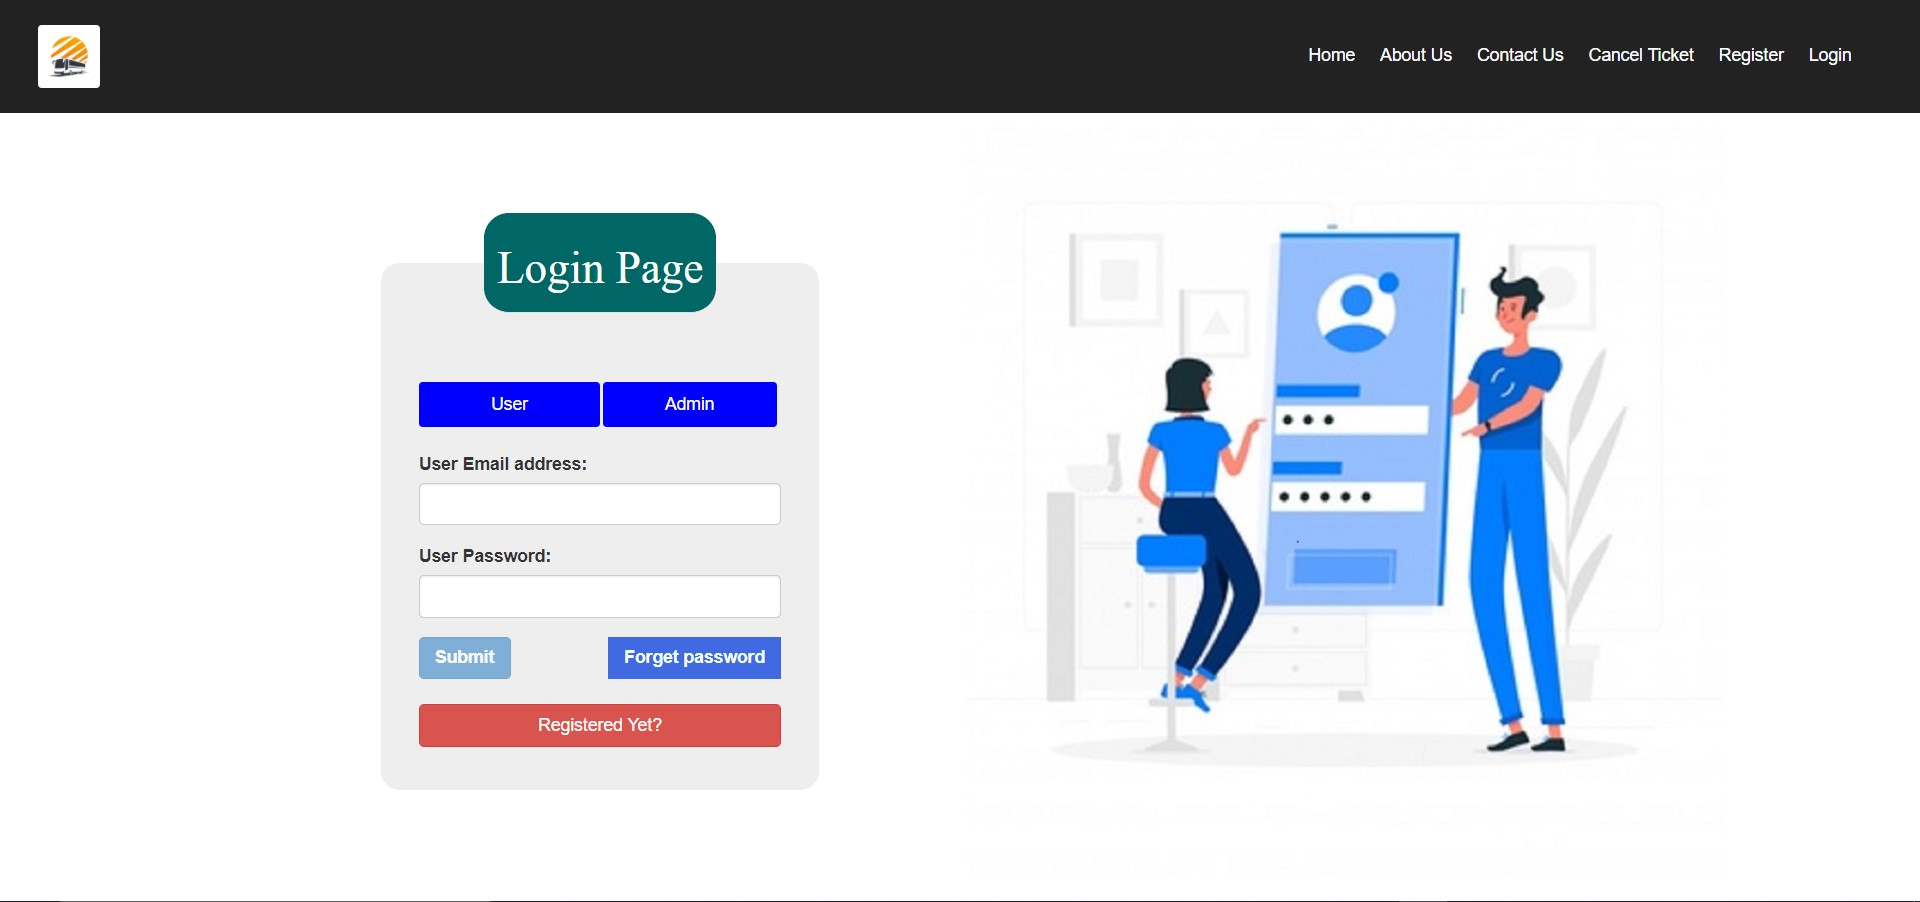 Home About Us Contact Us Cancel Ticket Register Login
Login Page
User Admin
User Email address:
User Password:
Submit Forget password
Registered Yet?